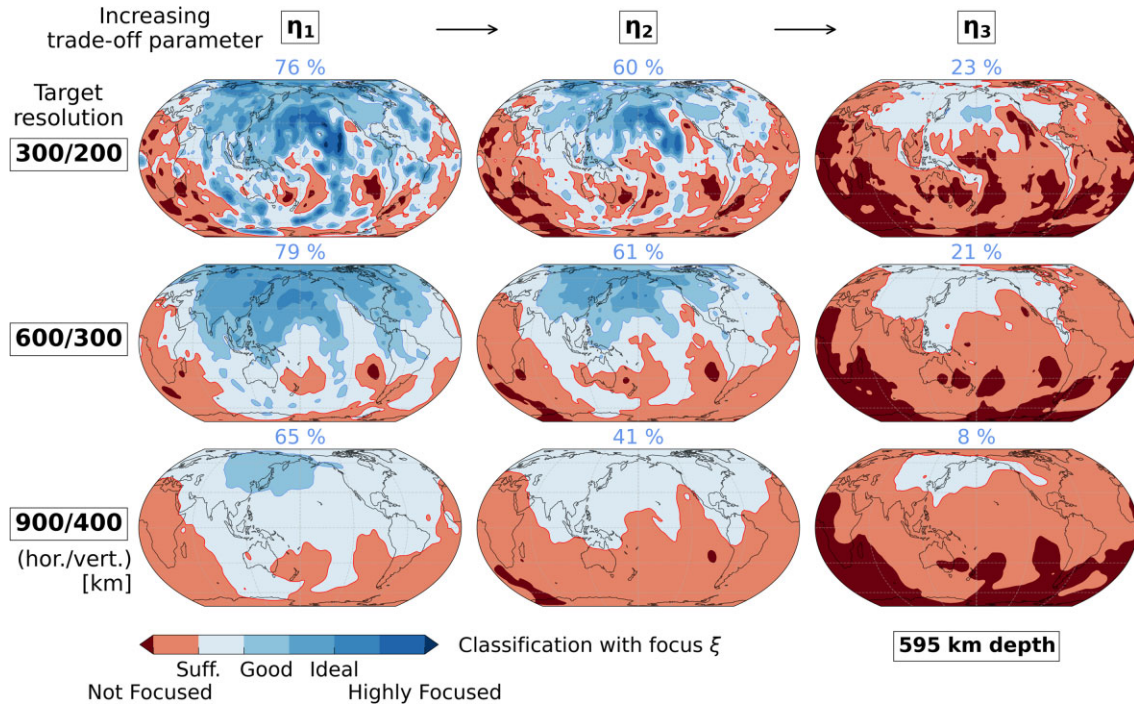 Increasing
trade-off parameter
η₁
η₂
η₃
76 %
60 %
23 %
Target
resolution
300/200
79 %
61 %
21 %
600/300
65 %
41 %
8 %
900/400
(hor./vert.)
[km]
Classification with focus ξ
595 km depth
Suff. Good Ideal
Not Focused Highly Focused